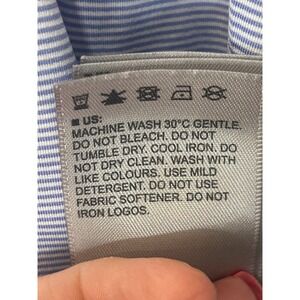 ■ US:
MACHINE WASH 30°C GENTLE.
DO NOT BLEACH. DO NOT
TUMBLE DRY. COOL IRON. DO
NOT DRY CLEAN. WASH WITH
LIKE COLOURS. USE MILD
DETERGENT. DO NOT USE
FABRIC SOFTENER. DO NOT
IRON LOGOS.